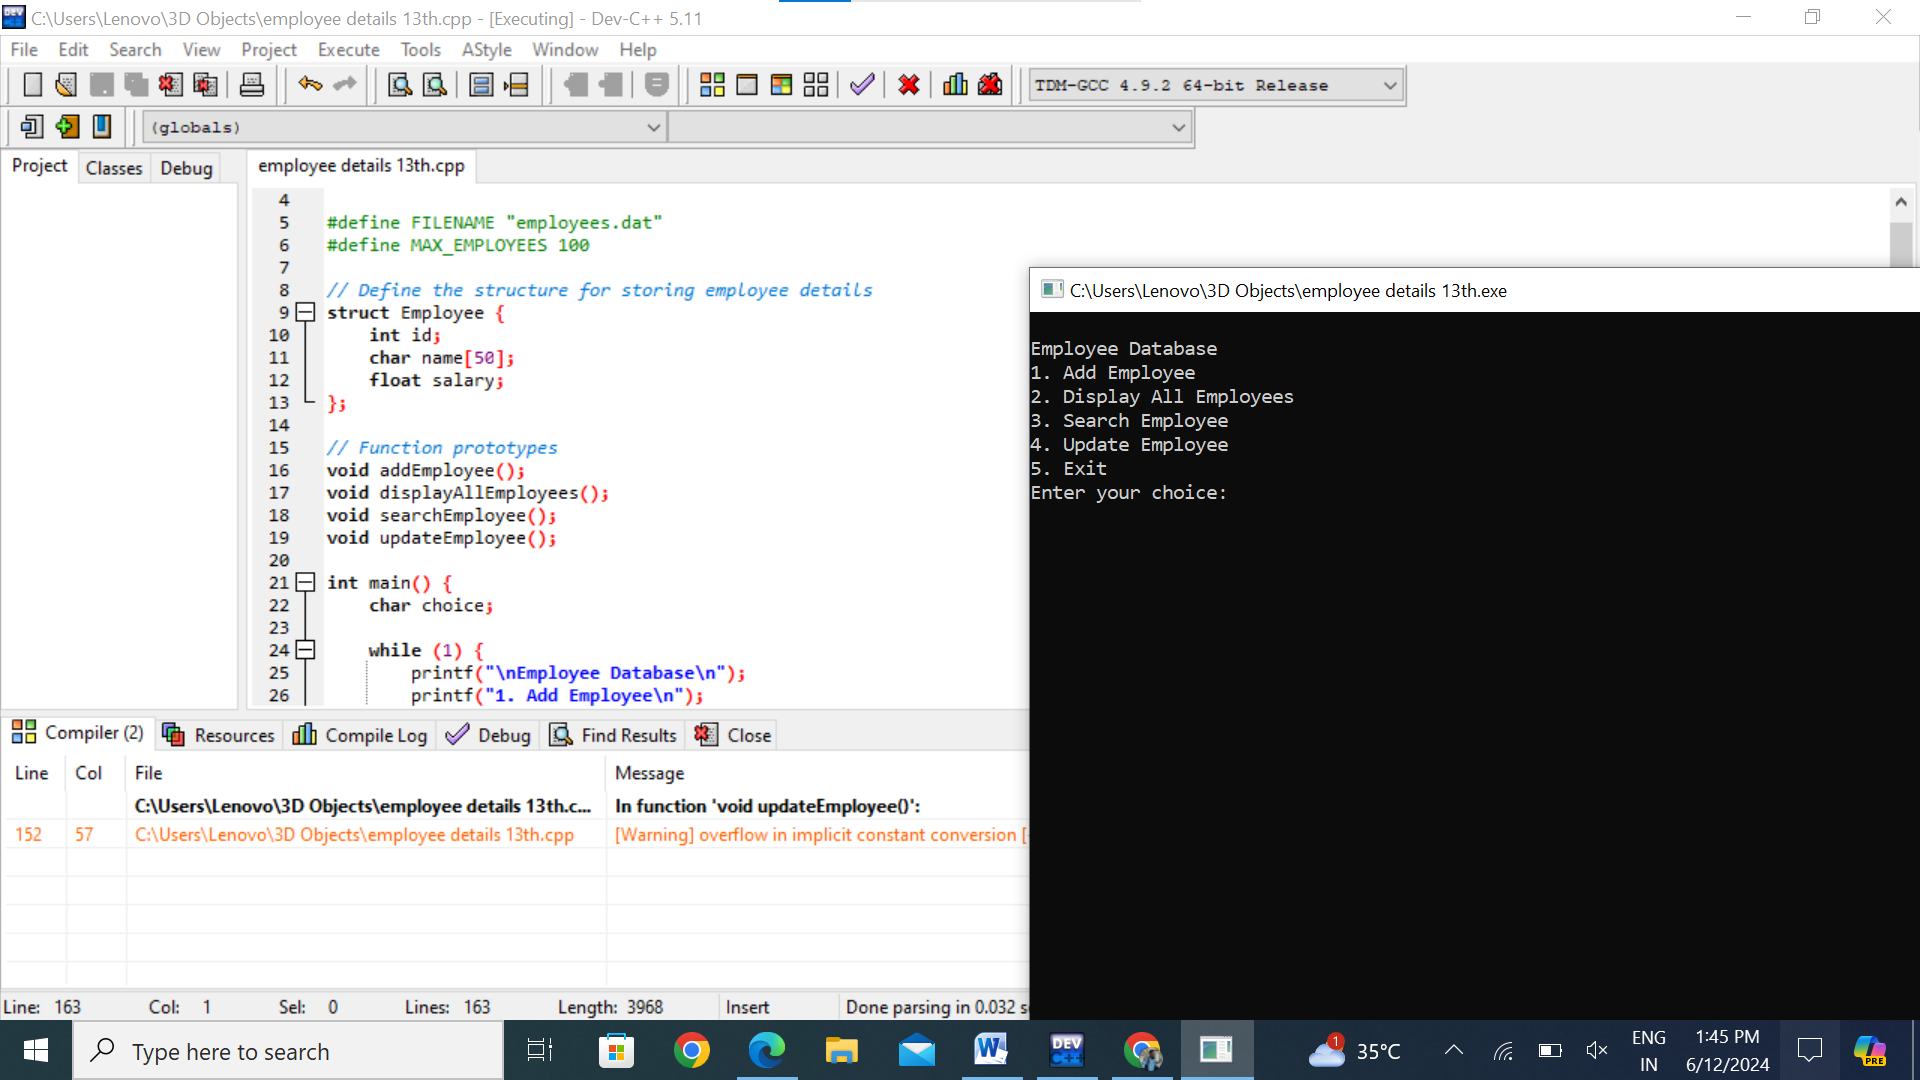 C:\Users\Lenovo\3D Objects\employee details 13th.cpp - [Executing] - Dev-C++ 5.11
File Edit Search View Project Execute Tools AStyle Window Help
TDM-GCC 4.9.2 64-bit Release
(globals)
Project Classes Debug
employee details 13th.cpp
4
5 #define FILENAME "employees.dat"
6 #define MAX_EMPLOYEES 100
7
8 // Define the structure for storing employee details
9 struct Employee {
10 int id;
11 char name[50];
12 float salary;
13 };
14
15 // Function prototypes
16 void addEmployee();
17 void displayAllEmployees();
18 void searchEmployee();
19 void updateEmployee();
20
21 int main() {
22 char choice;
23
24 while (1) {
25 printf("\nEmployee Database\n");
26 printf("1. Add Employee\n");
C:\Users\Lenovo\3D Objects\employee details 13th.exe
Employee Database
1. Add Employee
2. Display All Employees
3. Search Employee
4. Update Employee
5. Exit
Enter your choice:
Compiler (2) Resources Compile Log Debug Find Results Close
Line Col File Message
C:\Users\Lenovo\3D Objects\employee details 13th.c... In function 'void updateEmployee()':
152 57 C:\Users\Lenovo\3D Objects\employee details 13th.cpp [Warning] overflow in implicit constant conversion [
Line: 163 Col: 1 Sel: 0 Lines: 163 Length: 3968 Insert Done parsing in 0.032 s
Type here to search
DEV C++
1
35°C
ENG
IN
1:45 PM
6/12/2024
PRE